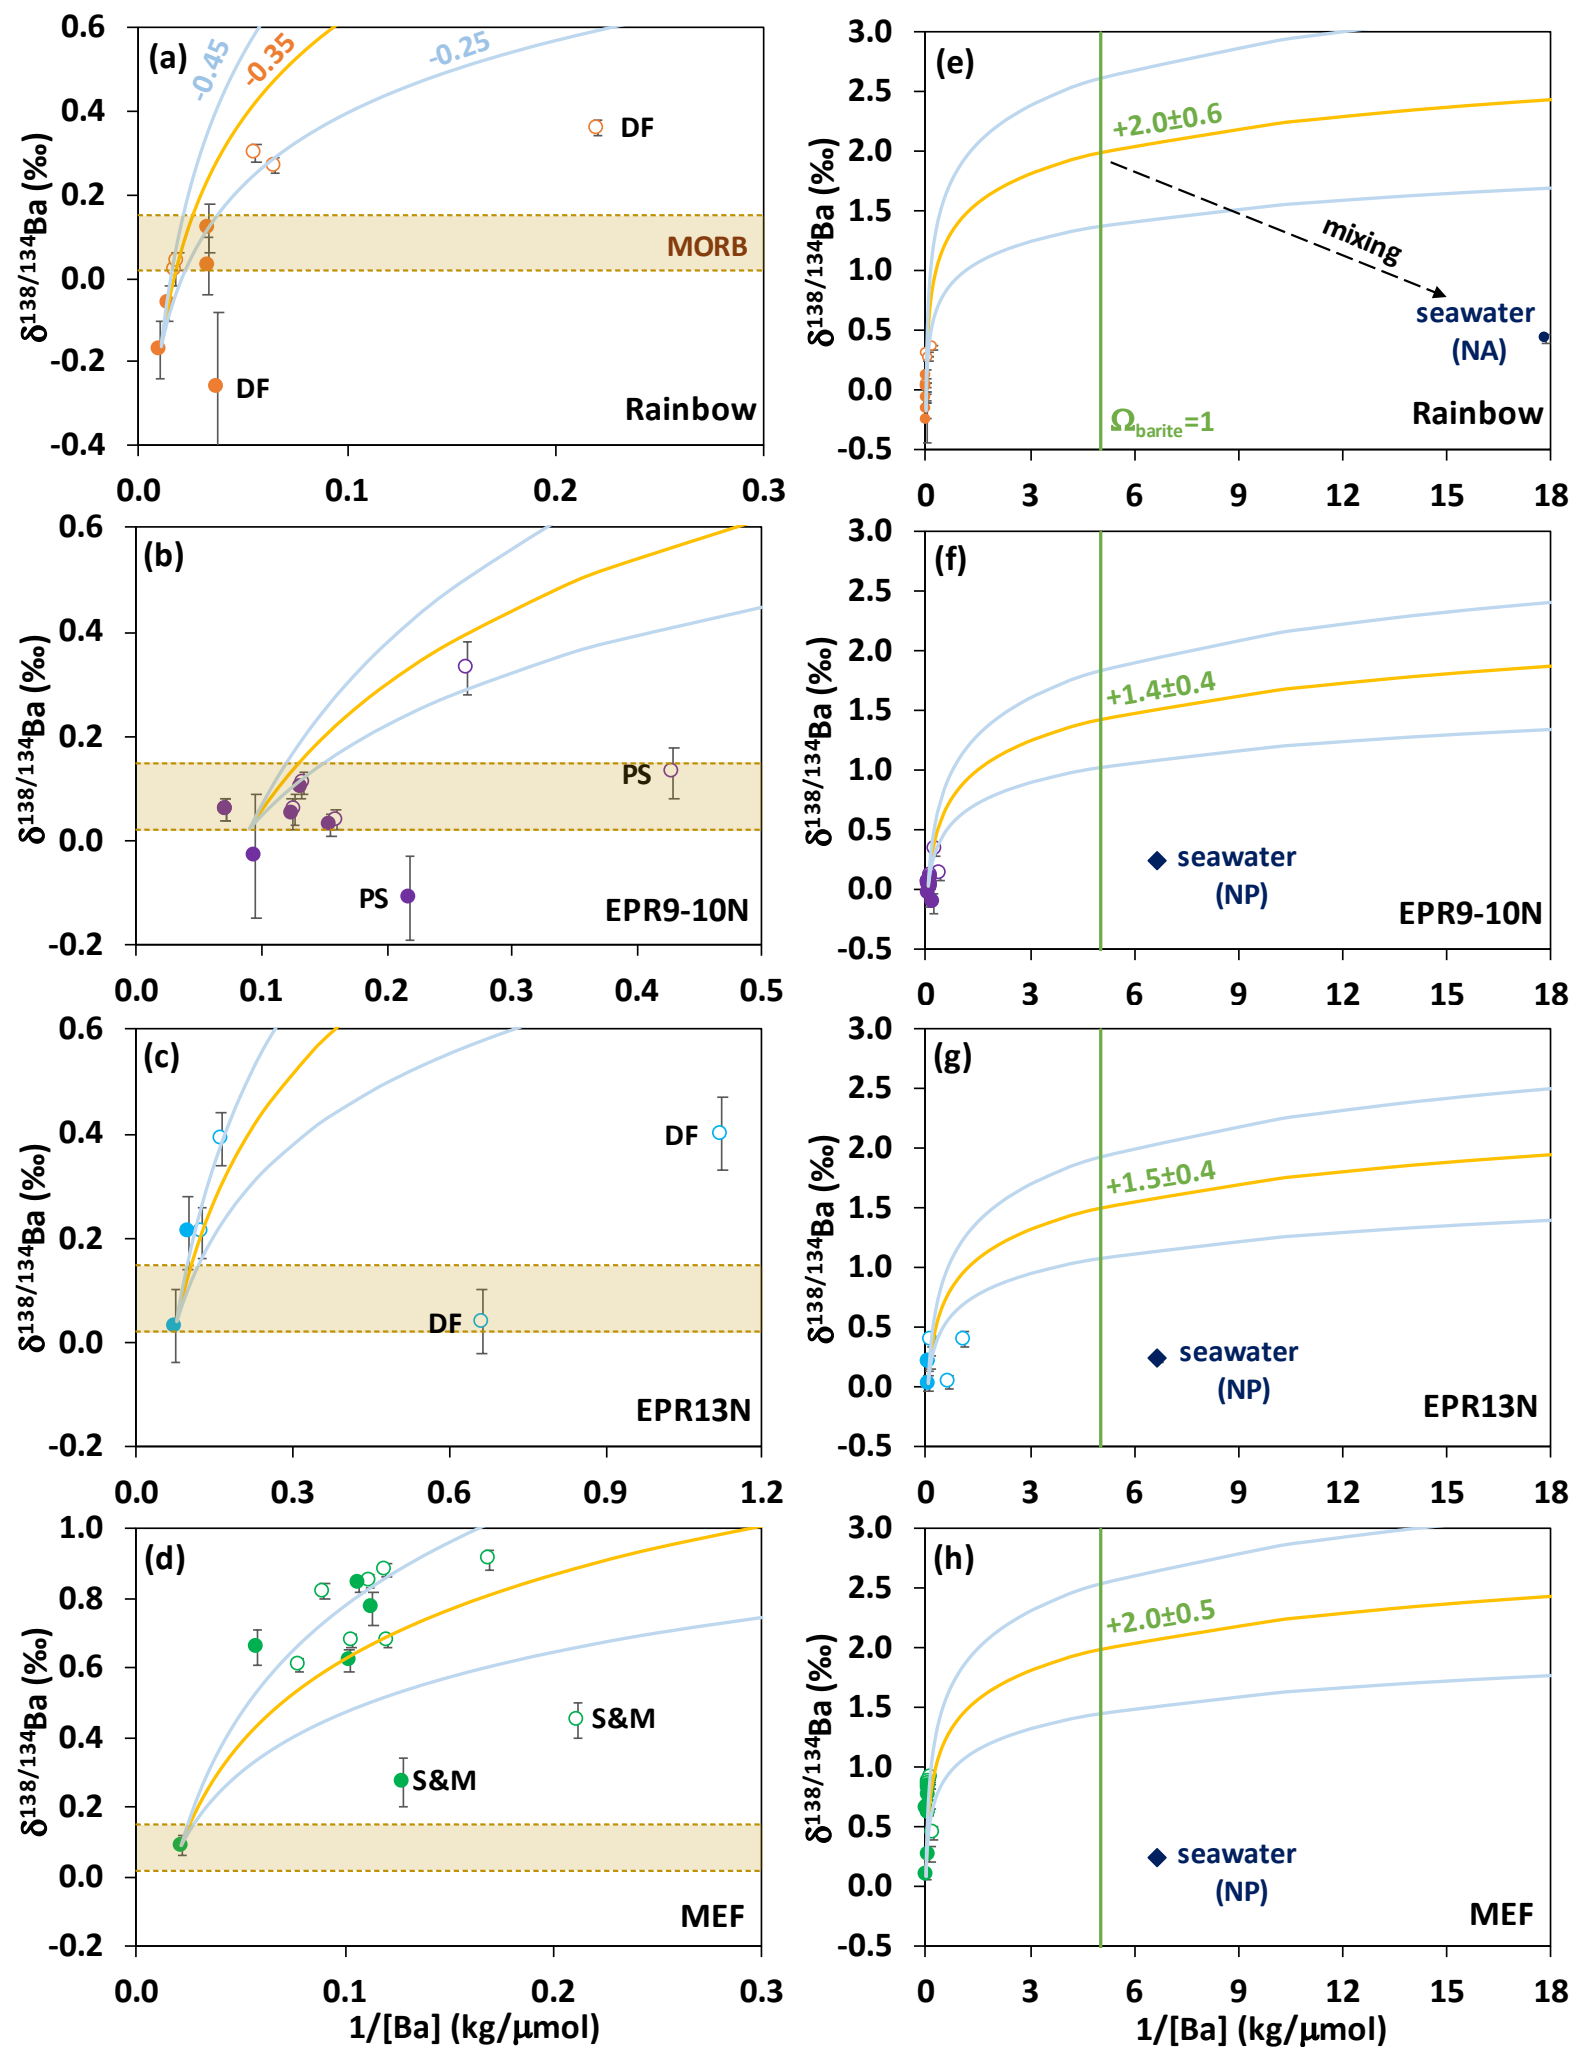 (a)
-0.45
-0.35
-0.25
DF
MORB
DF
Rainbow
δ138/134Ba (‰)
0.6
0.4
0.2
0.0
-0.2
-0.4
0.0 0.1 0.2 0.3
(e)
+2.0±0.6
mixing
seawater
(NA)
Rainbow
Ωbarite=1
δ138/134Ba (‰)
3.0
2.5
2.0
1.5
1.0
0.5
0.0
-0.5
0 3 6 9 12 15 18
(b)
PS
PS
EPR9-10N
δ138/134Ba (‰)
0.6
0.4
0.2
0.0
-0.2
0.0 0.1 0.2 0.3 0.4 0.5
(f)
+1.4±0.4
seawater
(NP)
EPR9-10N
δ138/134Ba (‰)
3.0
2.5
2.0
1.5
1.0
0.5
0.0
-0.5
0 3 6 9 12 15 18
(c)
DF
DF
EPR13N
δ138/134Ba (‰)
0.6
0.4
0.2
0.0
-0.2
0.0 0.3 0.6 0.9 1.2
(g)
+1.5±0.4
seawater
(NP)
EPR13N
δ138/134Ba (‰)
3.0
2.5
2.0
1.5
1.0
0.5
0.0
-0.5
0 3 6 9 12 15 18
(d)
S&M
S&M
MEF
δ138/134Ba (‰)
1.0
0.8
0.6
0.4
0.2
0.0
-0.2
0.0 0.1 0.2 0.3
1/[Ba] (kg/μmol)
(h)
+2.0±0.5
seawater
(NP)
MEF
δ138/134Ba (‰)
3.0
2.5
2.0
1.5
1.0
0.5
0.0
-0.5
0 3 6 9 12 15 18
1/[Ba] (kg/μmol)